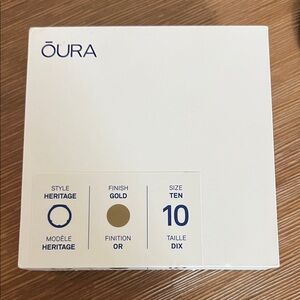 ŌURA
STYLE
HERITAGE
MODÈLE
HERITAGE
FINISH
GOLD
FINITION
OR
SIZE
TEN
10
TAILLE
DIX